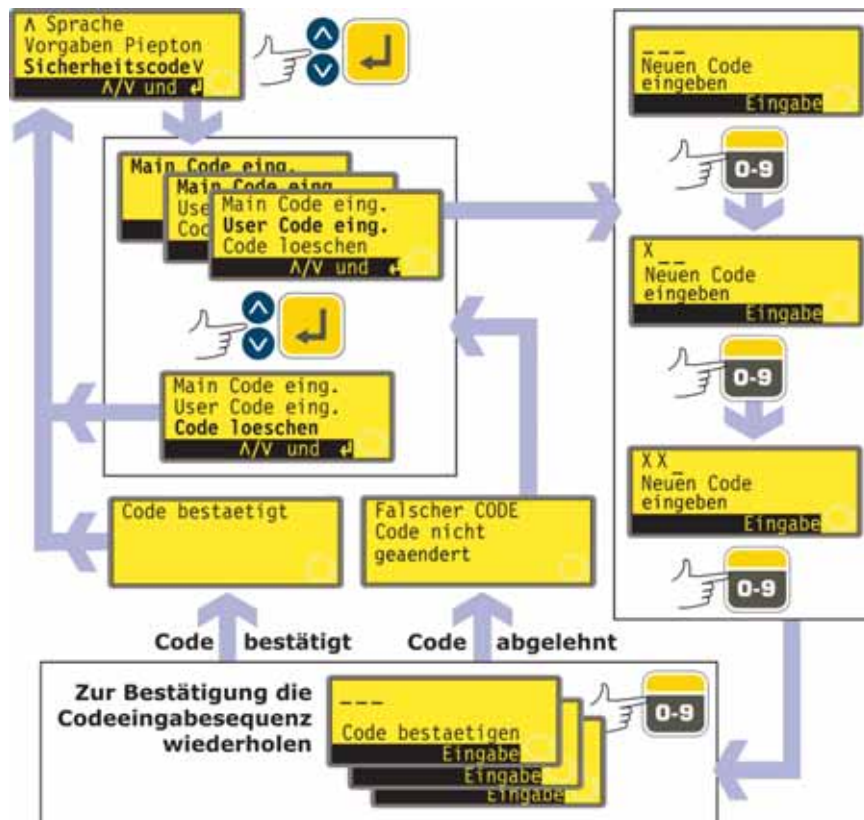 Λ Sprache
Vorgaben Piepton
Sicherheitscode V
Λ/V und ↲
Main Code eing.
Main Code eing
Use
Coo
Main Code eing.
User Code eing.
Code loeschen
Λ/V und ↲
Main Code eing.
User Code eing.
Code loeschen
Λ/V und ↲
Code bestaetigt
Falscher CODE
Code nicht
geaendert
Code bestätigt
Code abgelehnt
Zur Bestätigung die
Codeeingabesequenz
wiederholen
_ _ _
Code bestaetigen
Eingabe
Eingabe
Eingabe
0-9
_ _ _
Neuen Code
eingeben
Eingabe
0-9
X _ _
Neuen Code
eingeben
Eingabe
0-9
X X _
Neuen Code
eingeben
Eingabe
0-9